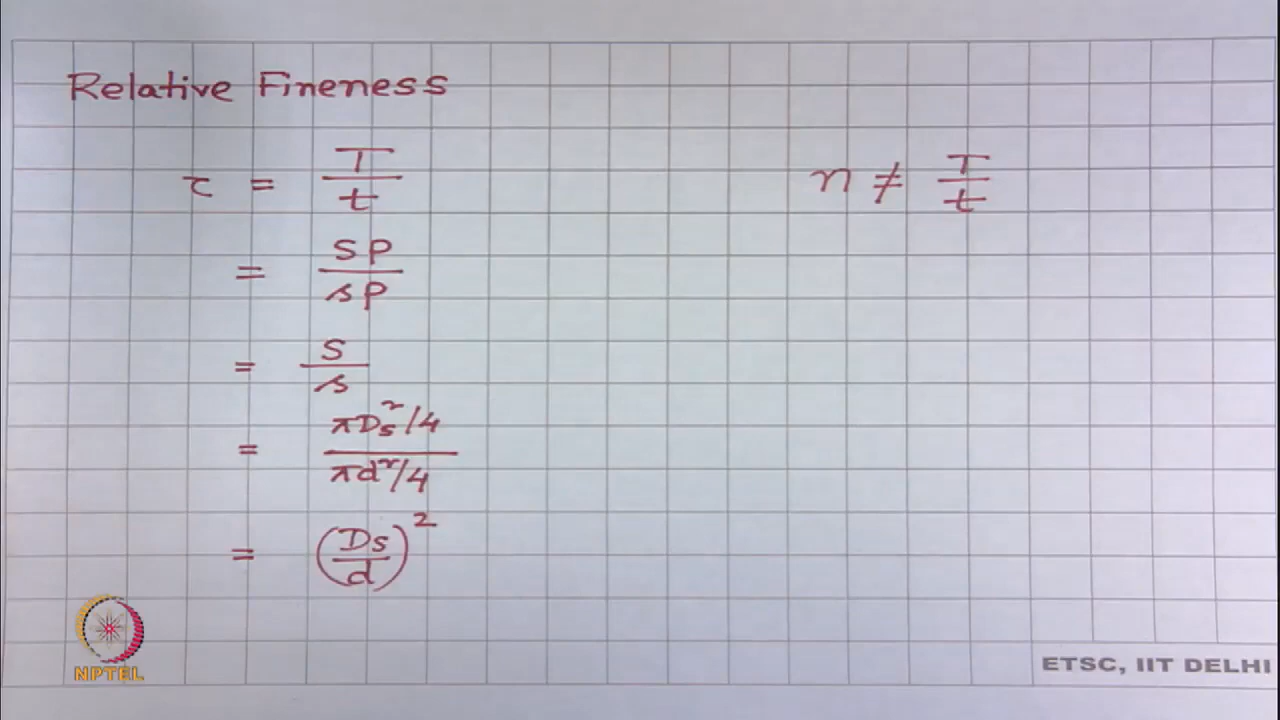 Relative Fineness
τ = T/t
n ≠ T/t
= SP/sP
= S/s
= (πDs²/4)/(πd²/4)
= (Ds/d)²
NPTEL
ETSC, IIT DELHI